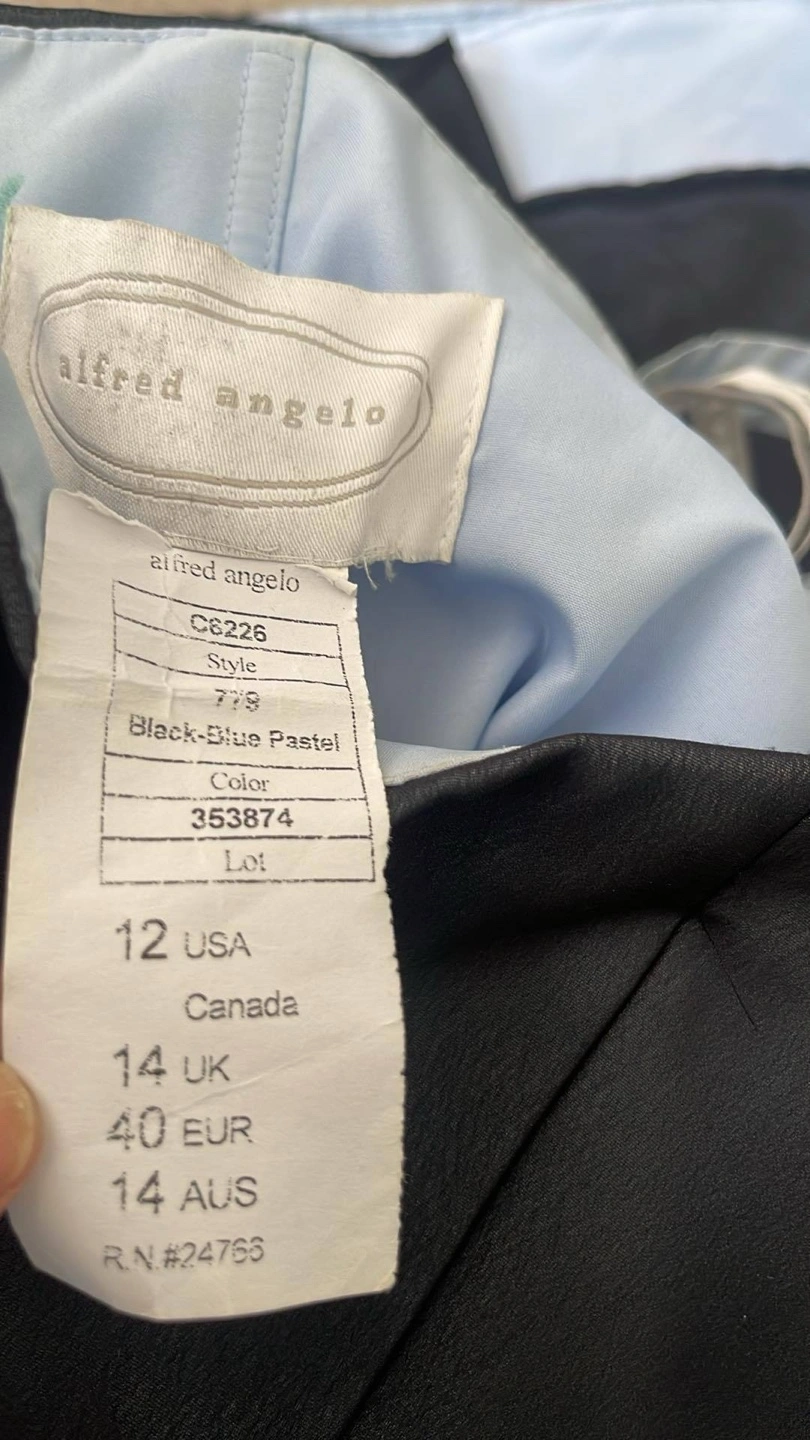 alfred angelo
alfred angelo
C6226
Style
778
Black-Blue Pastel
Color
353874
Lot
12 USA
Canada
14 UK
40 EUR
14 AUS
R.N.#24766